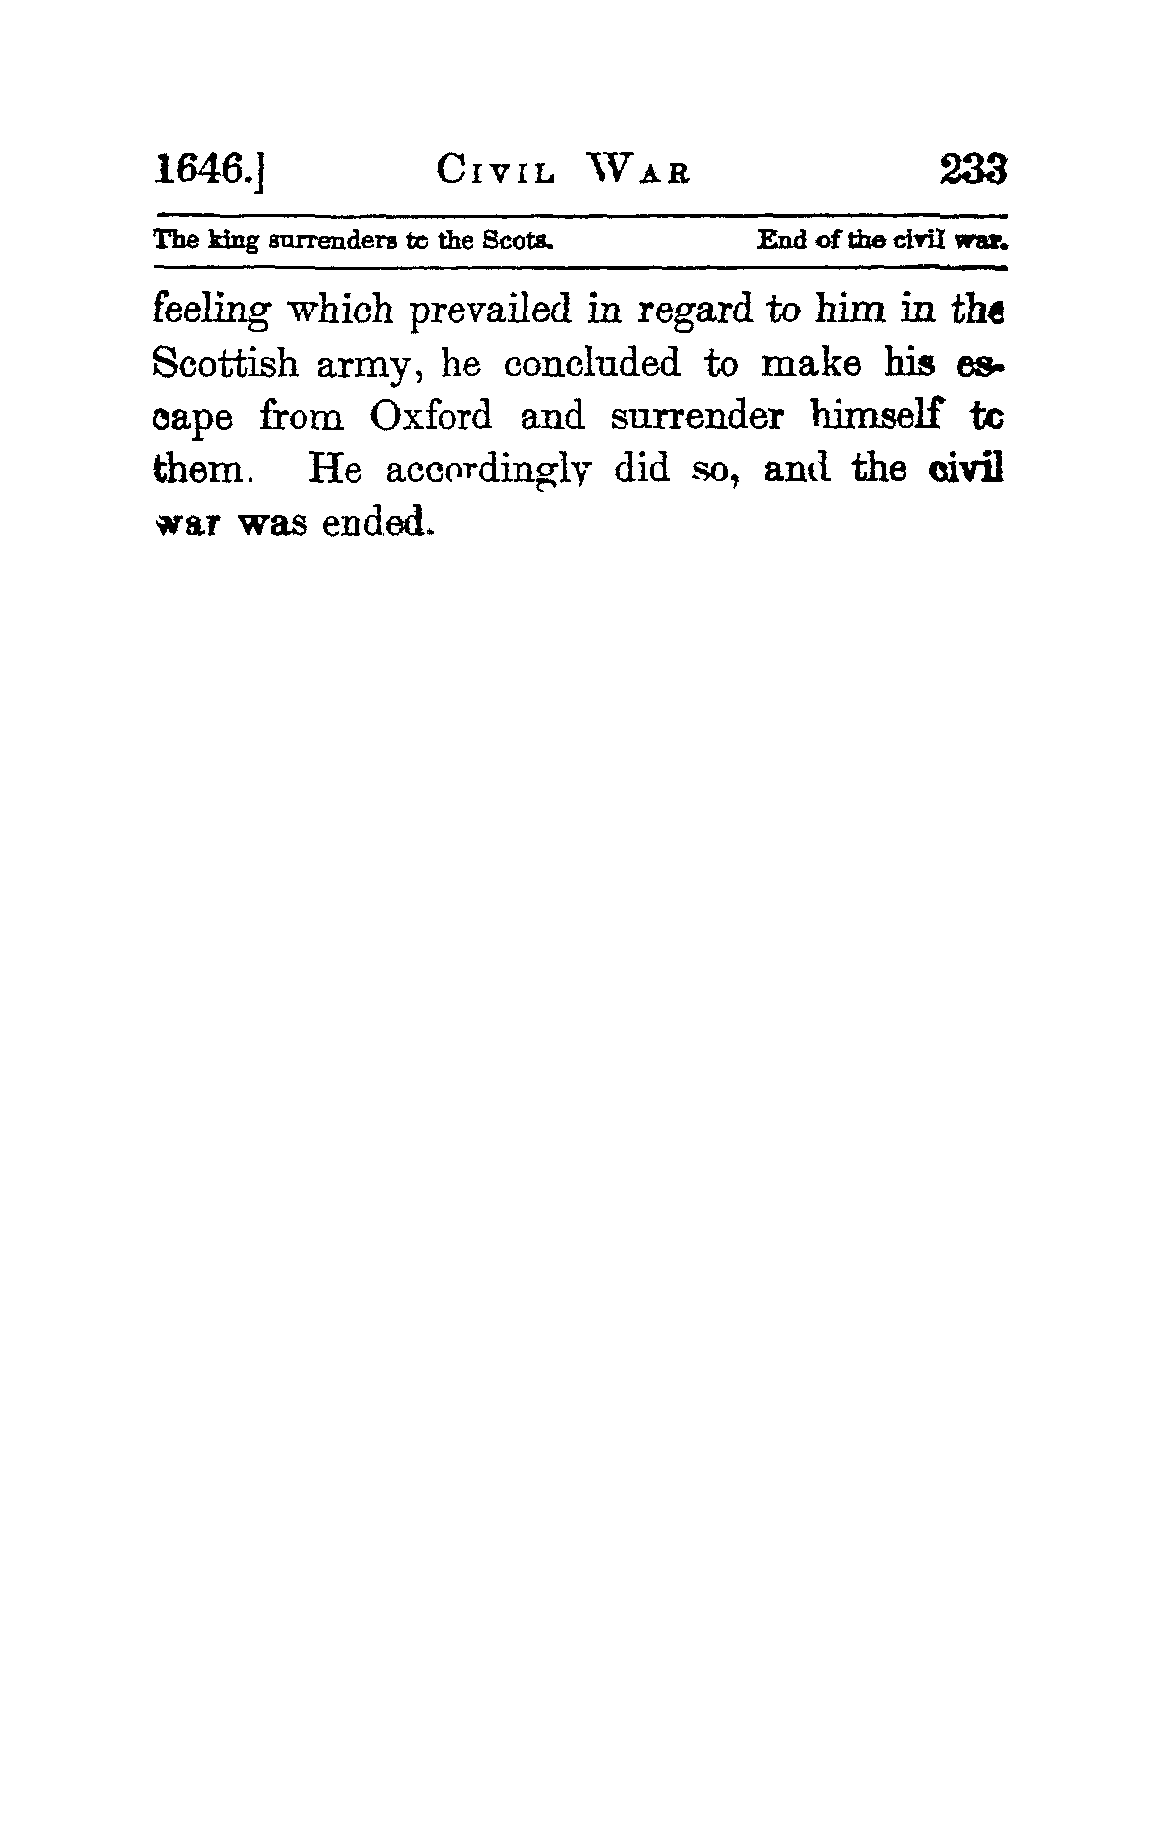 1646.] CIVIL WAR 233
The king surrenders to the Scots. End of the civil war.
feeling which prevailed in regard to him in the
Scottish army, he concluded to make his es-
cape from Oxford and surrender himself to
them. He accordingly did so, and the civil
war was ended.